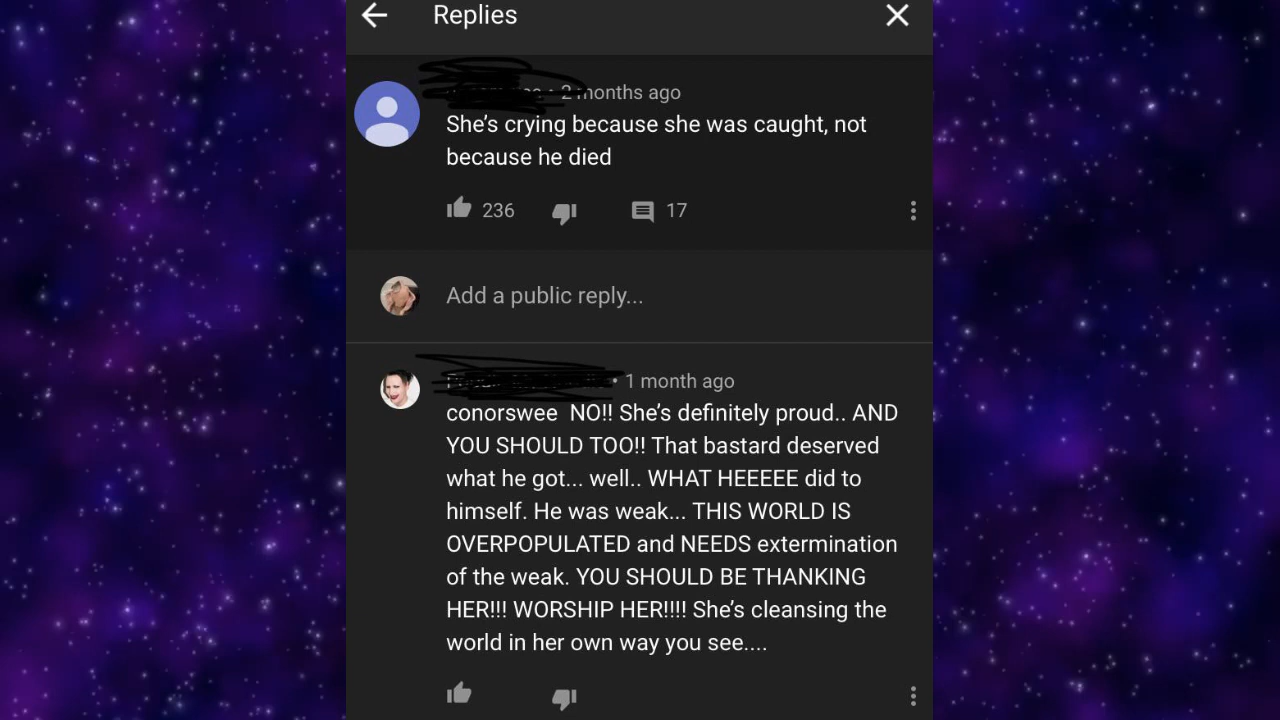 Replies
2 months ago
She's crying because she was caught, not
because he died
236
17
Add a public reply...
• 1 month ago
conorswee NO!! She's definitely proud.. AND
YOU SHOULD TOO!! That bastard deserved
what he got... well.. WHAT HEEEEE did to
himself. He was weak... THIS WORLD IS
OVERPOPULATED and NEEDS extermination
of the weak. YOU SHOULD BE THANKING
HER!!! WORSHIP HER!!!! She's cleansing the
world in her own way you see....